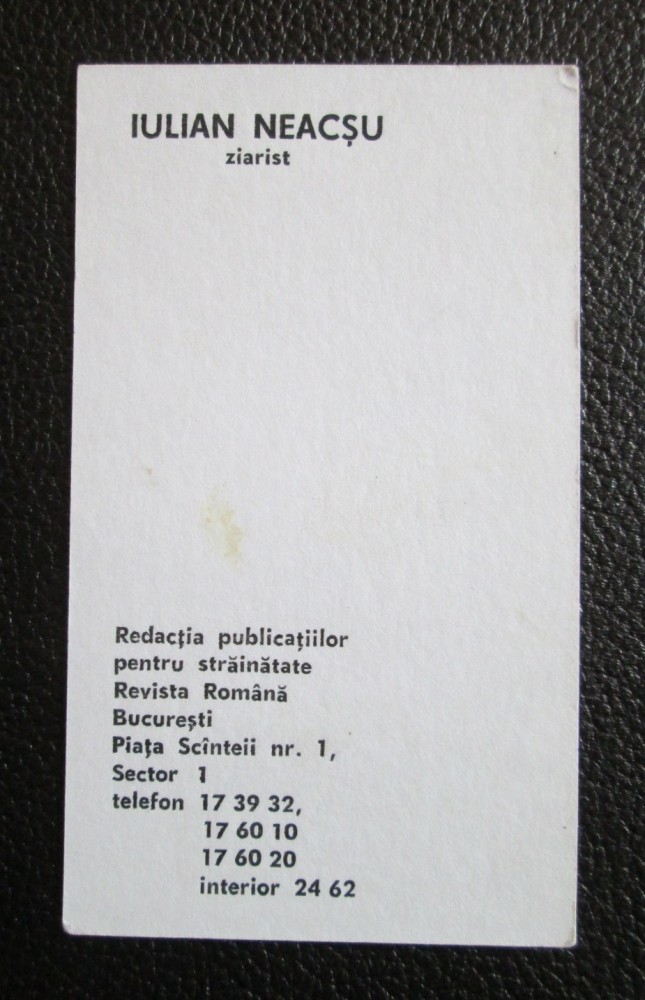 IULIAN NEACȘU
ziarist
Redacția publicațiilor
pentru străinătate
Revista Română
București
Piața Scînteii nr. 1,
Sector 1
telefon 17 39 32,
17 60 10
17 60 20
interior 24 62